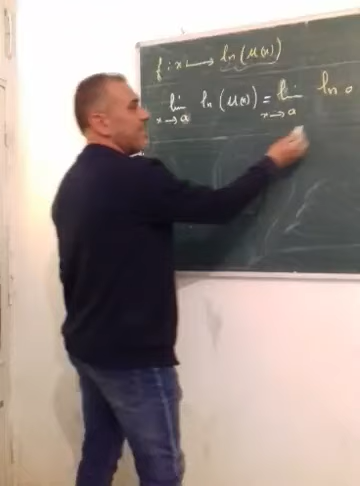 f : x ⟼ ln(u(x))
lim ln(u(x)) = lim ln o
x→a x→a